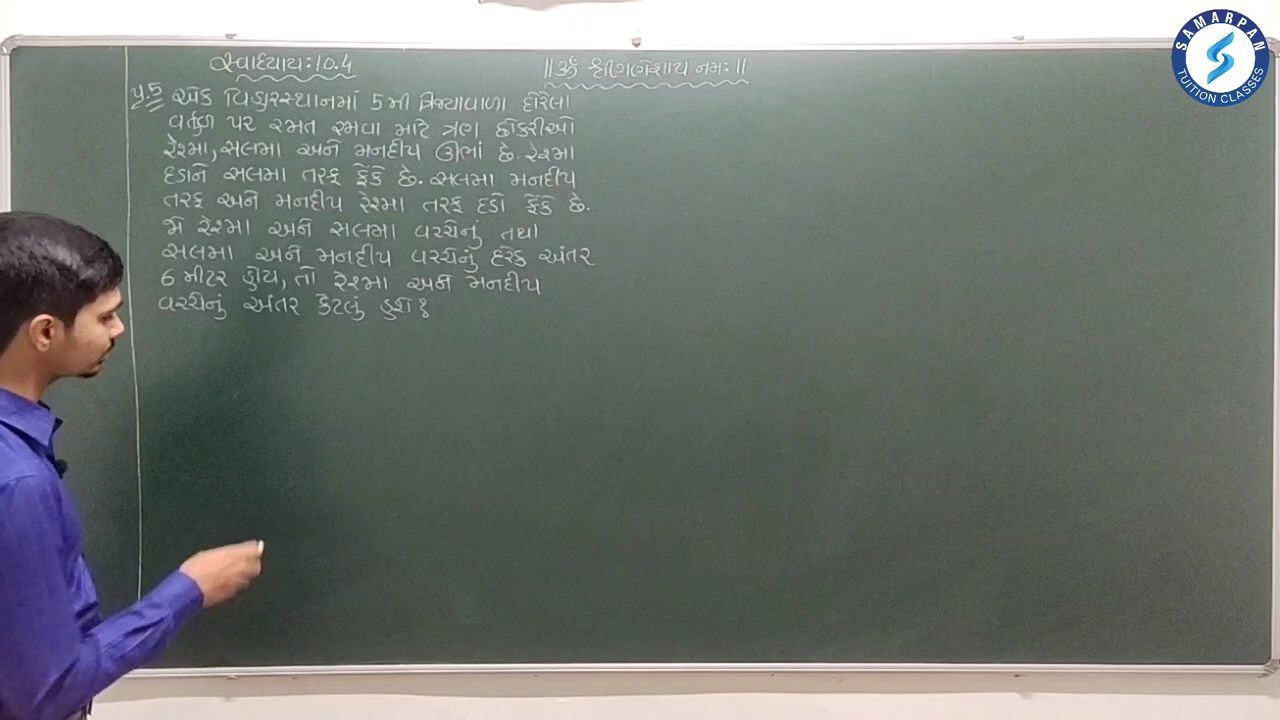 સ્વાધ્યાય:10.4
॥ ॐ શ્રી ગણેશાય નમઃ ॥
પ્ર.5 એક વિહારસ્થાનમાં 5 મી ત્રિજ્યાવાળા દોરેલા
વર્તુળ પર રમત રમવા માટે ત્રણ છોકરીઓ
રેશ્મા, સલમા અને મનદીપ ઊભાં છે. રેશ્મા
દડાને સલમા તરફ ફેંકે છે. સલમા મનદીપ
તરફ અને મનદીપ રેશ્મા તરફ દડો ફેંકે છે.
જો રેશ્મા અને સલમા વચ્ચેનું તથા
સલમા અને મનદીપ વચ્ચેનું દરેક અંતર
6 મીટર હોય, તો રેશ્મા અને મનદીપ
વચ્ચેનું અંતર કેટલું હશે?
SAMARPAN
TUITION CLASSES